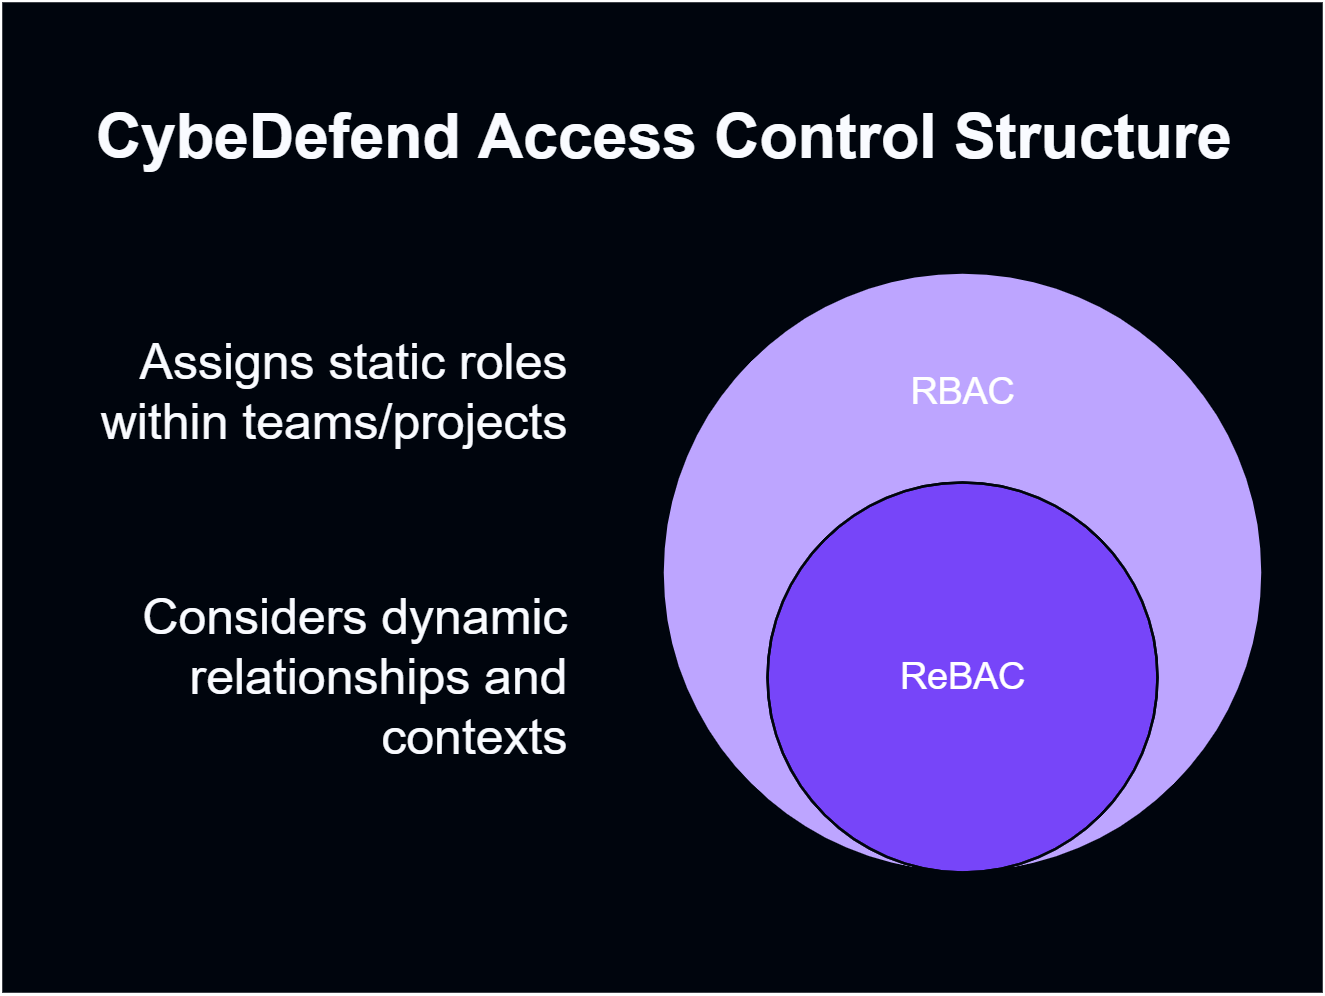 CybeDefend Access Control Structure
Assigns static roles
within teams/projects
RBAC
Considers dynamic
relationships and
contexts
ReBAC